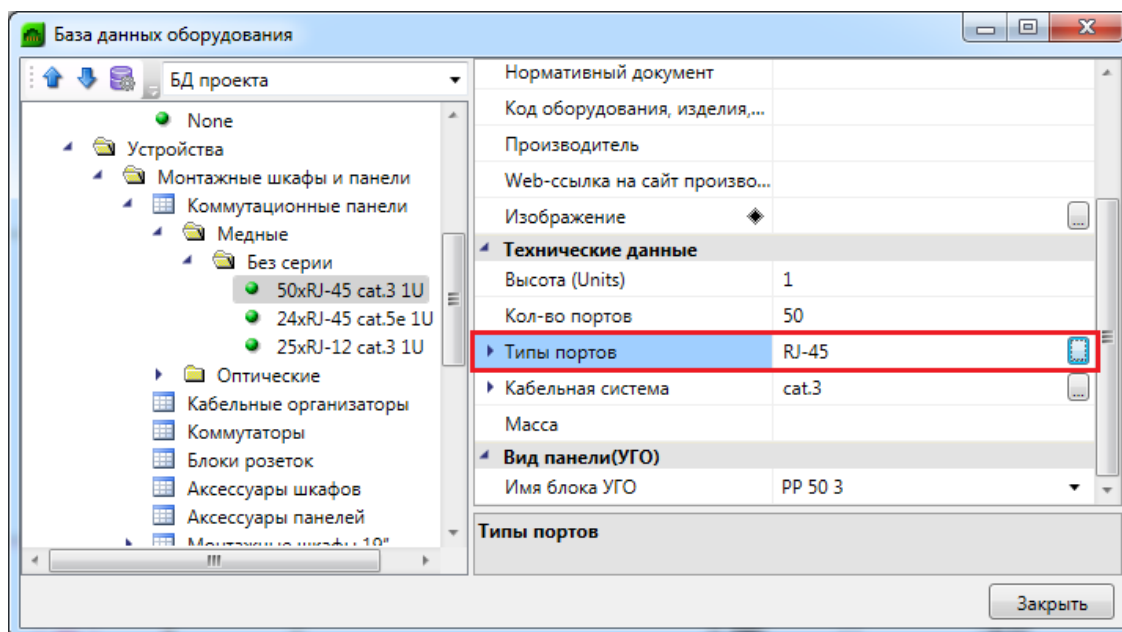 База данных оборудования
БД проекта
None
Устройства
Монтажные шкафы и панели
Коммутационные панели
Медные
Без серии
50xRJ-45 cat.3 1U
24xRJ-45 cat.5e 1U
25xRJ-12 cat.3 1U
Оптические
Кабельные организаторы
Коммутаторы
Блоки розеток
Аксессуары шкафов
Аксессуары панелей
Монтажные шкафы 19"
Нормативный документ
Код оборудования, изделия,...
Производитель
Web-ссылка на сайт произво...
Изображение
...
Технические данные
Высота (Units) 1
Кол-во портов 50
Типы портов RJ-45
Кабельная система cat.3 ...
Масса
Вид панели(УГО)
Имя блока УГО PP 50 3
Типы портов
Закрыть